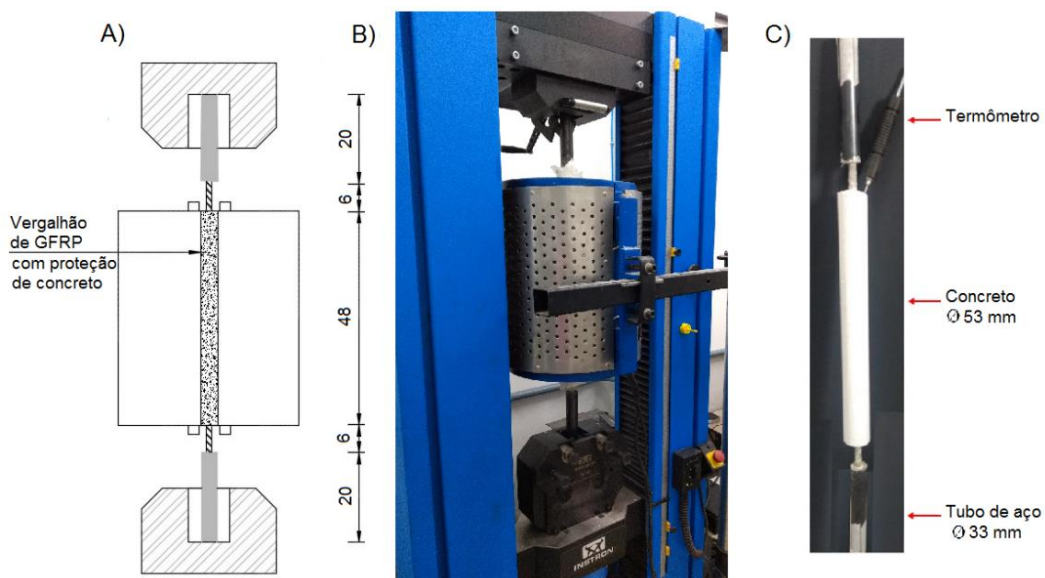 A)
B)
C)
20
6
48
6
20
Vergalhão
de GFRP
com proteção
de concreto
INSTRON
Termômetro
Concreto
Ø 53 mm
Tubo de aço
Ø 33 mm